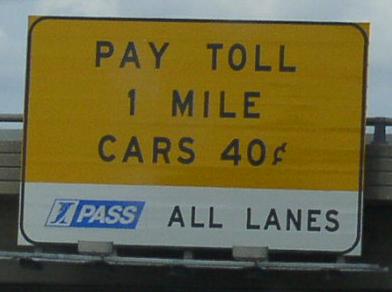 PAY TOLL
1 MILE
CARS 40¢
I PASS ALL LANES